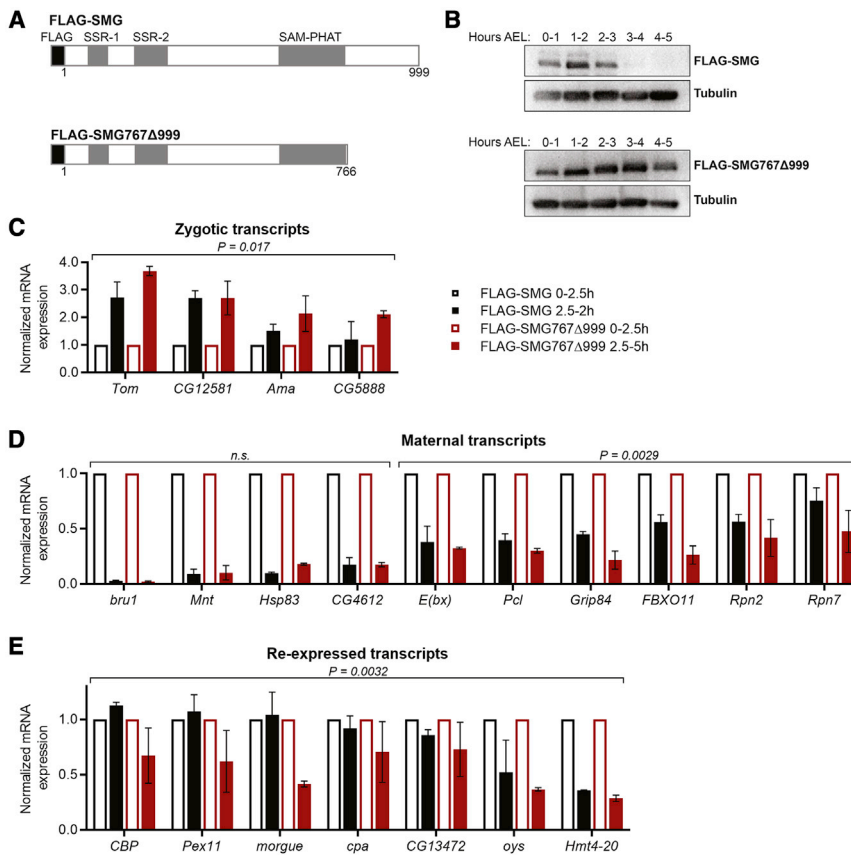 A
FLAG-SMG
FLAG SSR-1 SSR-2 SAM-PHAT
1 999
FLAG-SMG767Δ999
1 766
B
Hours AEL: 0-1 1-2 2-3 3-4 4-5
FLAG-SMG
Tubulin
Hours AEL: 0-1 1-2 2-3 3-4 4-5
FLAG-SMG767Δ999
Tubulin
C
Zygotic transcripts
P = 0.017
Normalized mRNA
expression
4.0
3.0
2.0
1.0
0.0
Tom CG12581 Ama CG5888
FLAG-SMG 0-2.5h
FLAG-SMG 2.5-2h
FLAG-SMG767Δ999 0-2.5h
FLAG-SMG767Δ999 2.5-5h
D
Maternal transcripts
n.s. P = 0.0029
Normalized mRNA
expression
1.0
0.5
0.0
bru1 Mnt Hsp83 CG4612 E(bx) Pcl Grip84 FBXO11 Rpn2 Rpn7
E
Re-expressed transcripts
P = 0.0032
Normalized mRNA
expression
1.0
0.5
0.0
CBP Pex11 morgue cpa CG13472 oys Hmt4-20